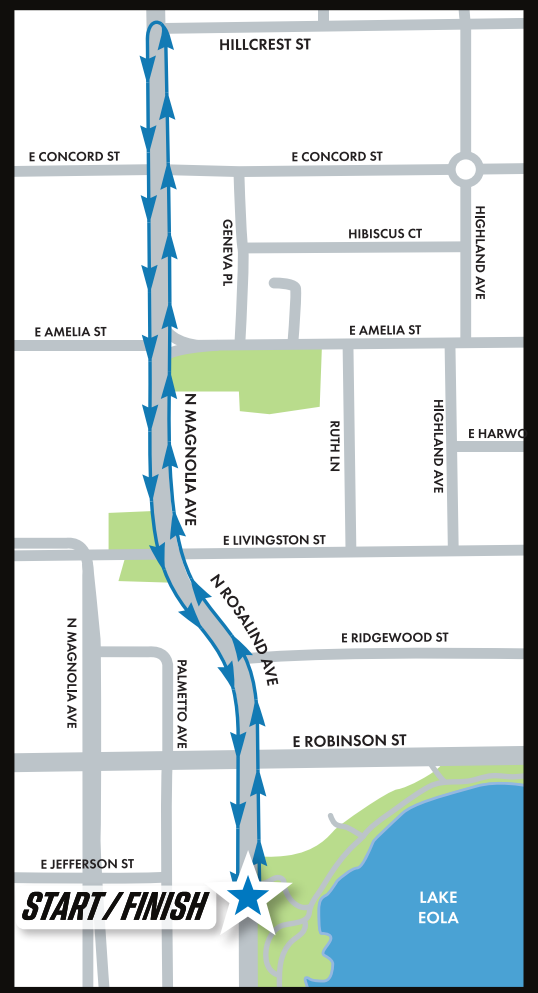 HILLCREST ST
E CONCORD ST
E CONCORD ST
GENEVA PL
HIBISCUS CT
HIGHLAND AVE
E AMELIA ST
E AMELIA ST
N MAGNOLIA AVE
RUTH LN
HIGHLAND AVE
E HARWO
E LIVINGSTON ST
N ROSALIND AVE
N MAGNOLIA AVE
PALMETTO AVE
E RIDGEWOOD ST
E ROBINSON ST
E JEFFERSON ST
START/FINISH
LAKE
EOLA